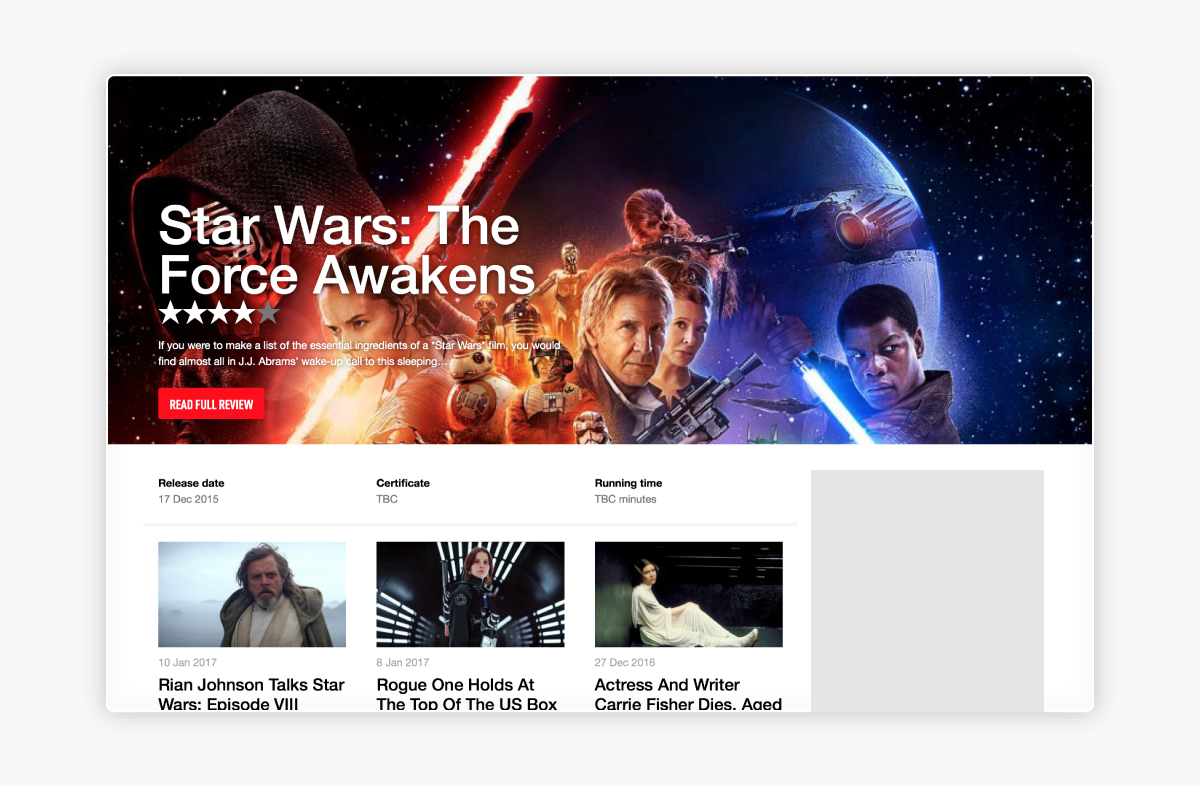 Star Wars: The
Force Awakens
If you were to make a list of the essential ingredients of a "Star Wars" film, you would
find almost all in J.J. Abrams' wake-up call to this sleeping…
READ FULL REVIEW
Release date
17 Dec 2015
Certificate
TBC
Running time
TBC minutes
10 Jan 2017
Rian Johnson Talks Star
Wars: Episode VIII
8 Jan 2017
Rogue One Holds At
The Top Of The US Box
27 Dec 2016
Actress And Writer
Carrie Fisher Dies, Aged